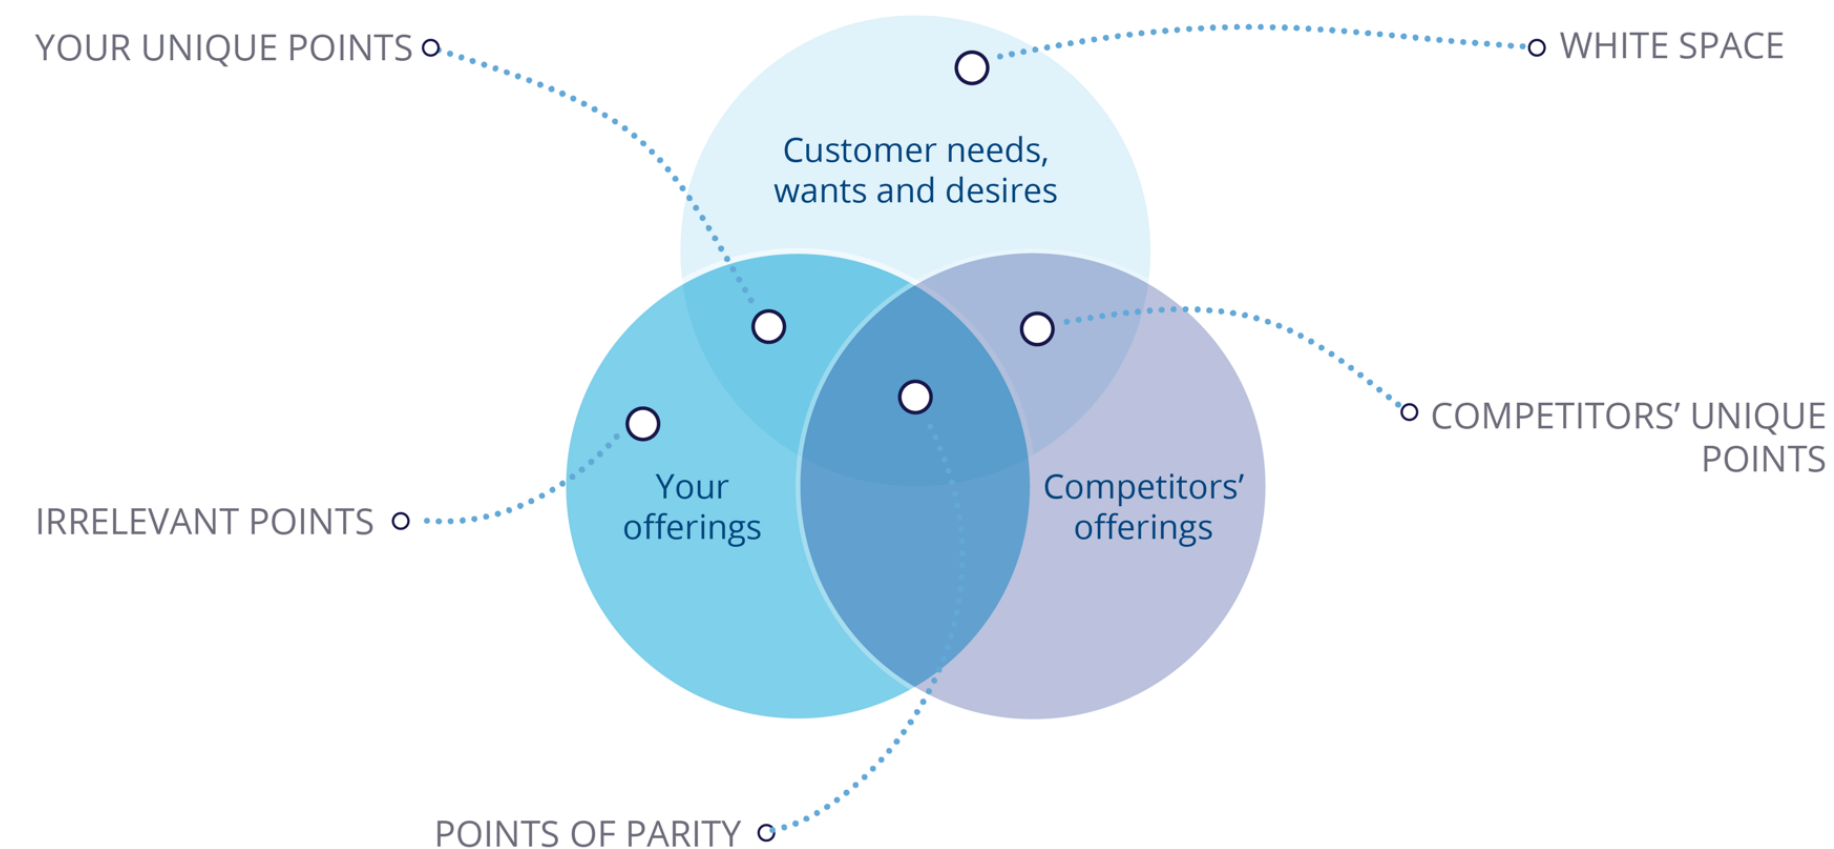 YOUR UNIQUE POINTS
WHITE SPACE
Customer needs,
wants and desires
COMPETITORS’ UNIQUE
POINTS
Your
offerings
Competitors’
offerings
IRRELEVANT POINTS
POINTS OF PARITY